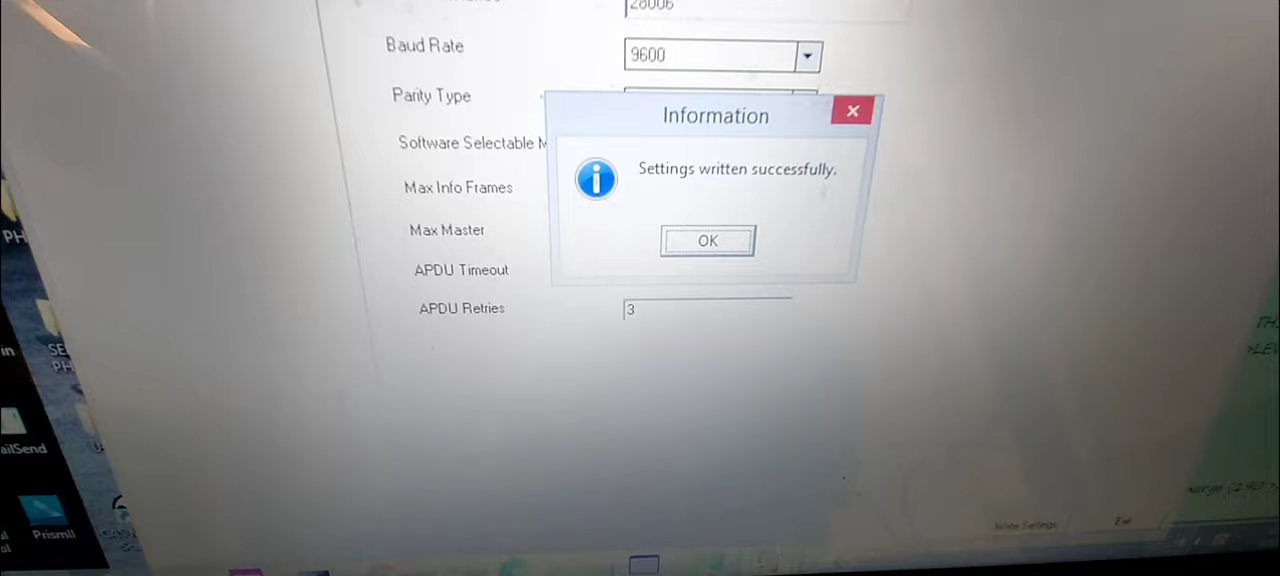 28006
Baud Rate
9600
Parity Type
Information
Software Selectable M
Settings written successfully.
Max Info Frames
Max Master
OK
APDU Timeout
APDU Retries
3
PH
in
SE
PH
ailSend
PrismII
Write Settings
Exit